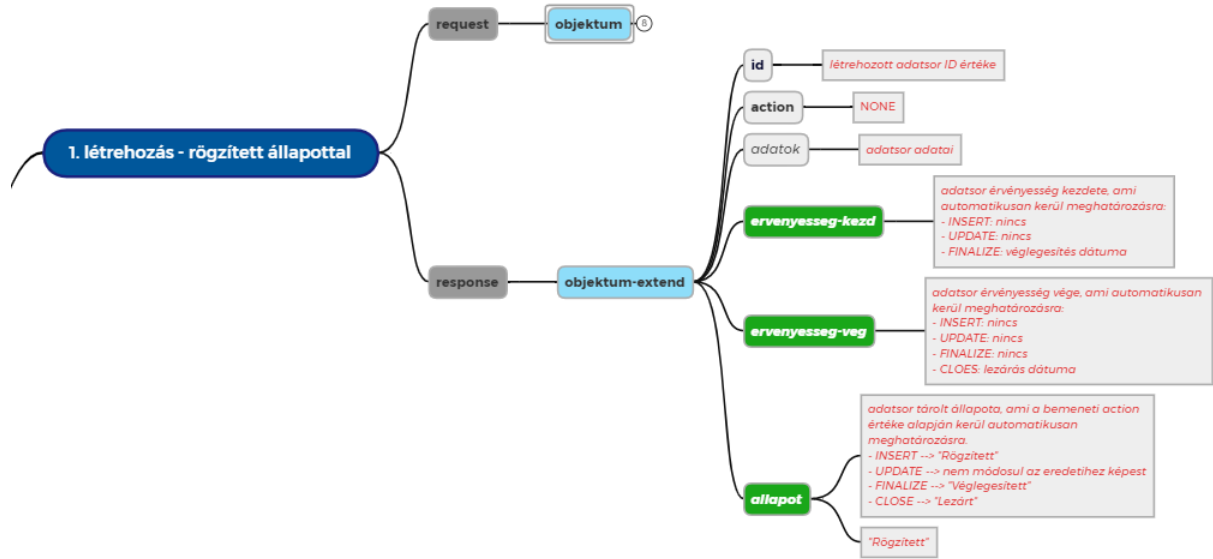 request
objektum
8
id
létrehozott adatsor ID értéke
action
NONE
1. létrehozás - rögzített állapottal
adatok
adatsor adatai
ervenyesseg-kezd
adatsor érvényesség kezdete, ami
automatikusan kerül meghatározásra:
- INSERT: nincs
- UPDATE: nincs
- FINALIZE: véglegesítés dátuma
response
objektum-extend
ervenyesseg-veg
adatsor érvényesség vége, ami automatikusan
kerül meghatározásra:
- INSERT: nincs
- UPDATE: nincs
- FINALIZE: nincs
- CLOES: lezárás dátuma
allapot
adatsor tárolt állapota, ami a bemeneti action
értéke alapján kerül automatikusan
meghatározásra.
- INSERT --> "Rögzített"
- UPDATE --> nem módosul az eredetihez képest
- FINALIZE --> "Véglegesített"
- CLOSE --> "Lezárt"
"Rögzített"